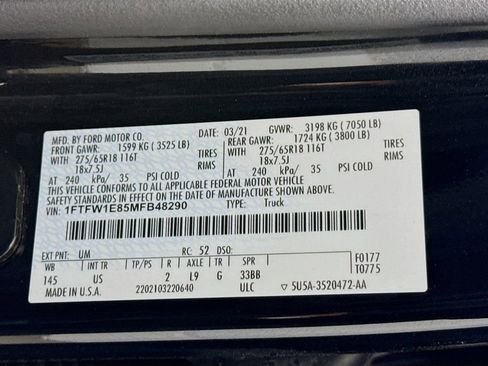 MFD. BY FORD MOTOR CO. DATE: 03/21 GVWR: 3198 KG ( 7050 LB)
FRONT GAWR: 1599 KG ( 3525 LB) REAR GAWR: 1724 KG ( 3800 LB)
WITH WITH
275/65R18 116T TIRES 275/65R18 116T TIRES
18x7.5J RIMS 18x7.5J RIMS
AT 240 kPa/ 35 PSI COLD AT 240 kPa/ 35 PSI COLD
THIS VEHICLE CONFORMS TO ALL APPLICABLE FEDERAL MOTOR VEHICLE
SAFETY STANDARDS IN EFFECT ON THE DATE OF MANUFACTURE SHOWN ABOVE.
VIN: 1FTFW1E85MFB48290 TYPE: Truck
EXT PNT: UM RC: 52 DSO: F0177
WB INT TR TP/PS R AXLE TR SPR T0775
145 US 2 L9 G 33BB
MADE IN U.S.A. 2202103220640 ULC 5U5A-3520472-AA